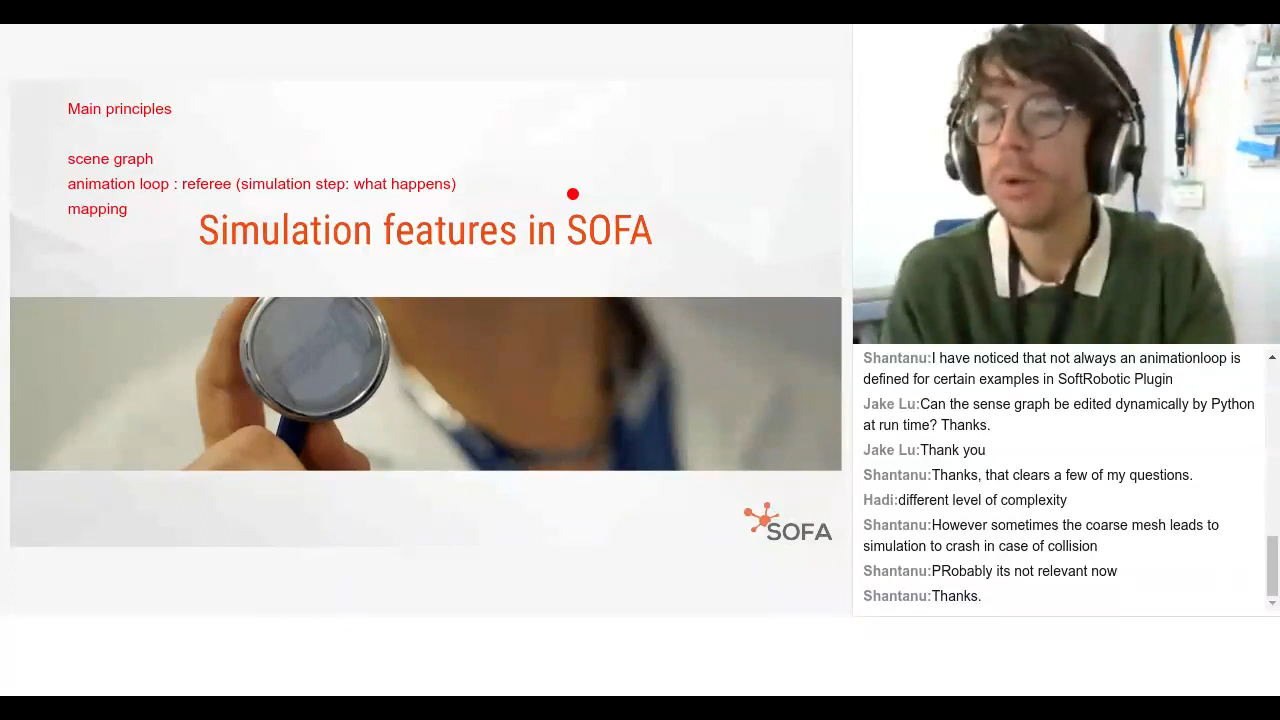 Main principles
scene graph
animation loop : referee (simulation step: what happens)
mapping
Simulation features in SOFA
SOFA
Shantanu:I have noticed that not always an animationloop is
defined for certain examples in SoftRobotic Plugin
Jake Lu:Can the sense graph be edited dynamically by Python
at run time? Thanks.
Jake Lu:Thank you
Shantanu:Thanks, that clears a few of my questions.
Hadi:different level of complexity
Shantanu:However sometimes the coarse mesh leads to
simulation to crash in case of collision
Shantanu:PRobably its not relevant now
Shantanu:Thanks.